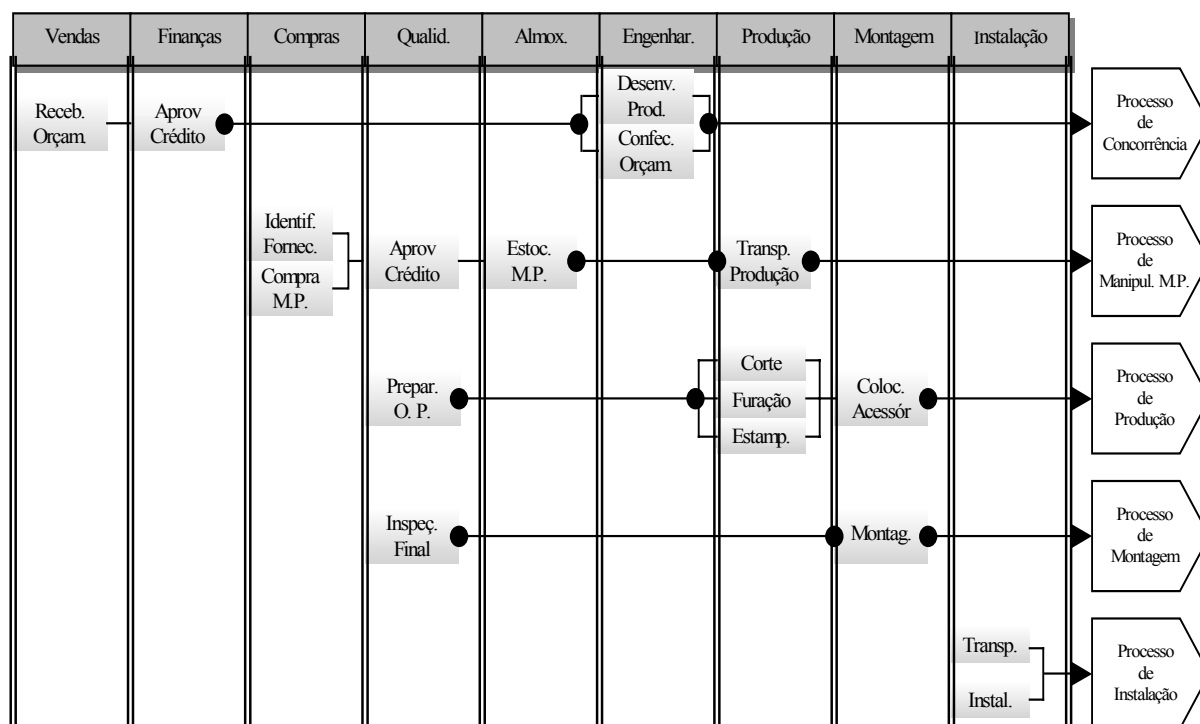 Vendas
Finanças
Compras
Qualid.
Almox.
Engenhar.
Produção
Montagem
Instalação
Receb.
Orçam.
Aprov
Crédito
Desenv.
Prod.
Confec.
Orçam.
Processo
de
Concorrência
Identif.
Fornec.
Compra
M.P.
Aprov
Crédito
Estoc.
M.P.
Transp.
Produção
Processo
de
Manipul. M.P.
Prepar.
O. P.
Corte
Furação
Estamp.
Coloc.
Acessór
Processo
de
Produção
Inspeç.
Final
Montag.
Processo
de
Montagem
Transp.
Instal.
Processo
de
Instalação